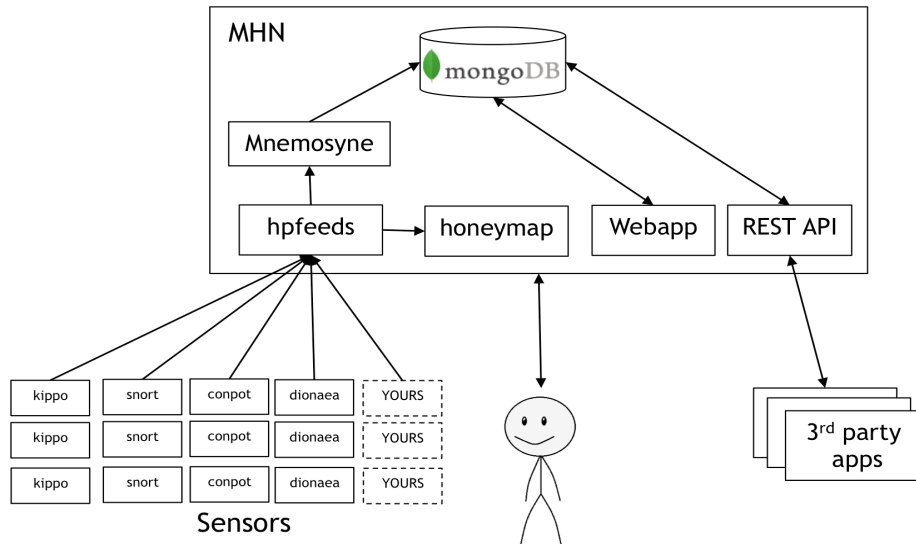 MHN
mongoDB
Mnemosyne
hpfeeds
honeymap
Webapp
REST API
kippo snort conpot dionaea YOURS
kippo snort conpot dionaea YOURS
kippo snort conpot dionaea YOURS
Sensors
3rd party
apps